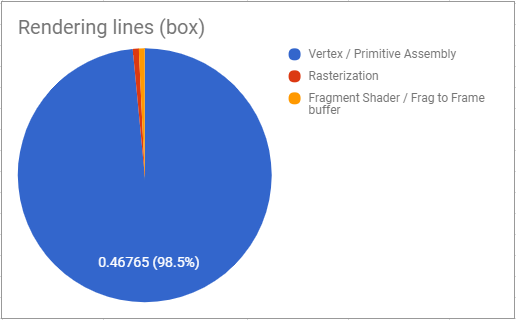 Rendering lines (box)
Vertex / Primitive Assembly
Rasterization
Fragment Shader / Frag to Frame
buffer
0.46765 (98.5%)